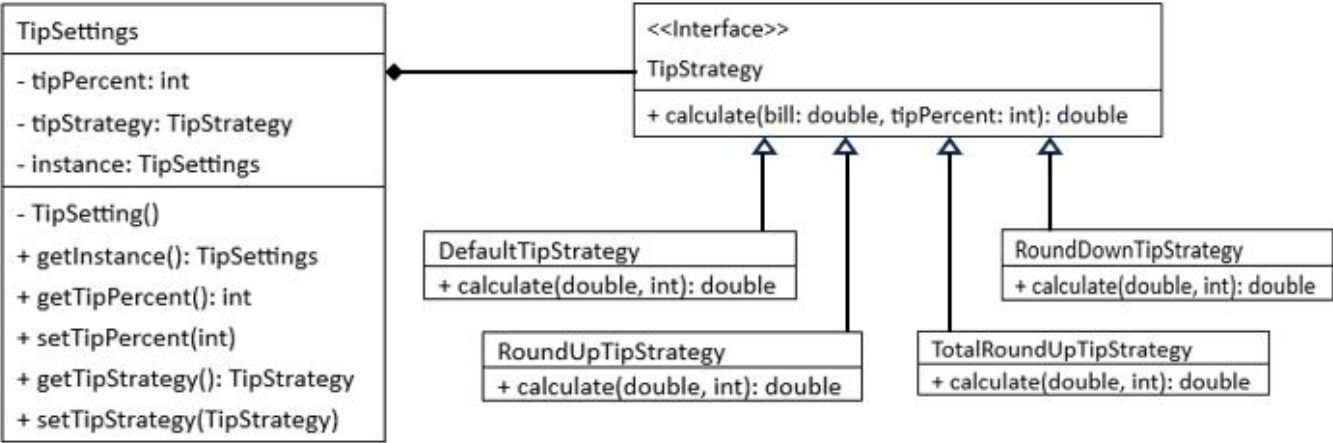 TipSettings
- tipPercent: int
- tipStrategy: TipStrategy
- instance: TipSettings
- TipSetting()
+ getInstance(): TipSettings
+ getTipPercent(): int
+ setTipPercent(int)
+ getTipStrategy(): TipStrategy
+ setTipStrategy(TipStrategy)
<<Interface>>
TipStrategy
+ calculate(bill: double, tipPercent: int): double
DefaultTipStrategy
+ calculate(double, int): double
RoundUpTipStrategy
+ calculate(double, int): double
TotalRoundUpTipStrategy
+ calculate(double, int): double
RoundDownTipStrategy
+ calculate(double, int): double